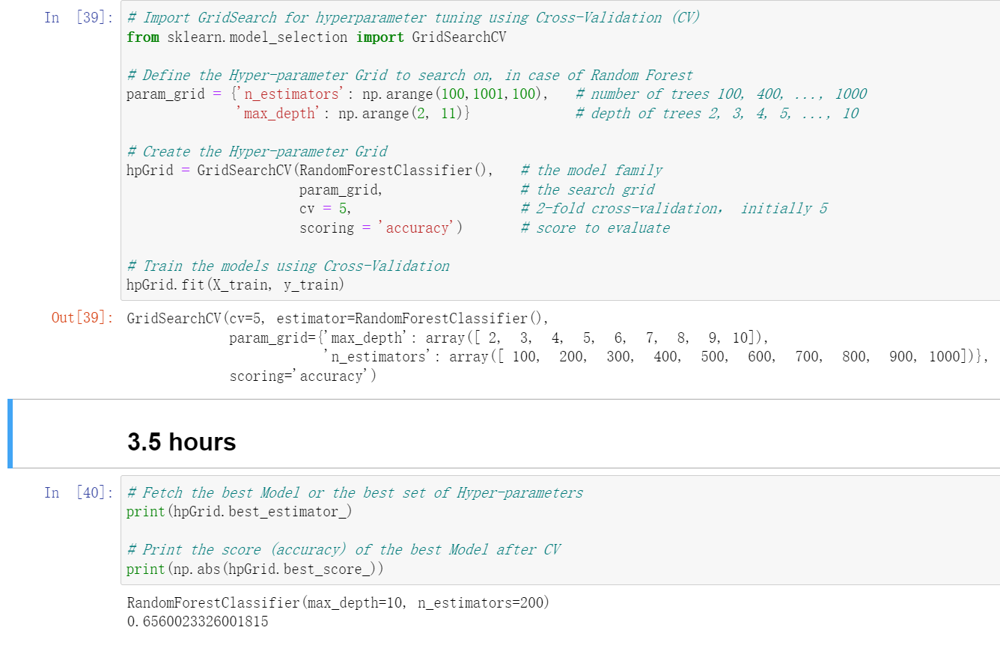 In [39]: # Import GridSearch for hyperparameter tuning using Cross-Validation (CV)
from sklearn.model_selection import GridSearchCV
# Define the Hyper-parameter Grid to search on, in case of Random Forest
param_grid = {'n_estimators': np.arange(100,1001,100),   # number of trees 100, 400, ..., 1000
              'max_depth': np.arange(2, 11)}             # depth of trees 2, 3, 4, 5, ..., 10
# Create the Hyper-parameter Grid
hpGrid = GridSearchCV(RandomForestClassifier(),   # the model family
                      param_grid,                 # the search grid
                      cv = 5,                     # 2-fold cross-validation,  initially 5
                      scoring = 'accuracy')       # score to evaluate
# Train the models using Cross-Validation
hpGrid.fit(X_train, y_train)
Out[39]: GridSearchCV(cv=5, estimator=RandomForestClassifier(),
             param_grid={'max_depth': array([ 2,  3,  4,  5,  6,  7,  8,  9, 10]),
                         'n_estimators': array([ 100,  200,  300,  400,  500,  600,  700,  800,  900, 1000])},
             scoring='accuracy')
3.5 hours
In [40]: # Fetch the best Model or the best set of Hyper-parameters
print(hpGrid.best_estimator_)
# Print the score (accuracy) of the best Model after CV
print(np.abs(hpGrid.best_score_))
RandomForestClassifier(max_depth=10, n_estimators=200)
0.6560023326001815